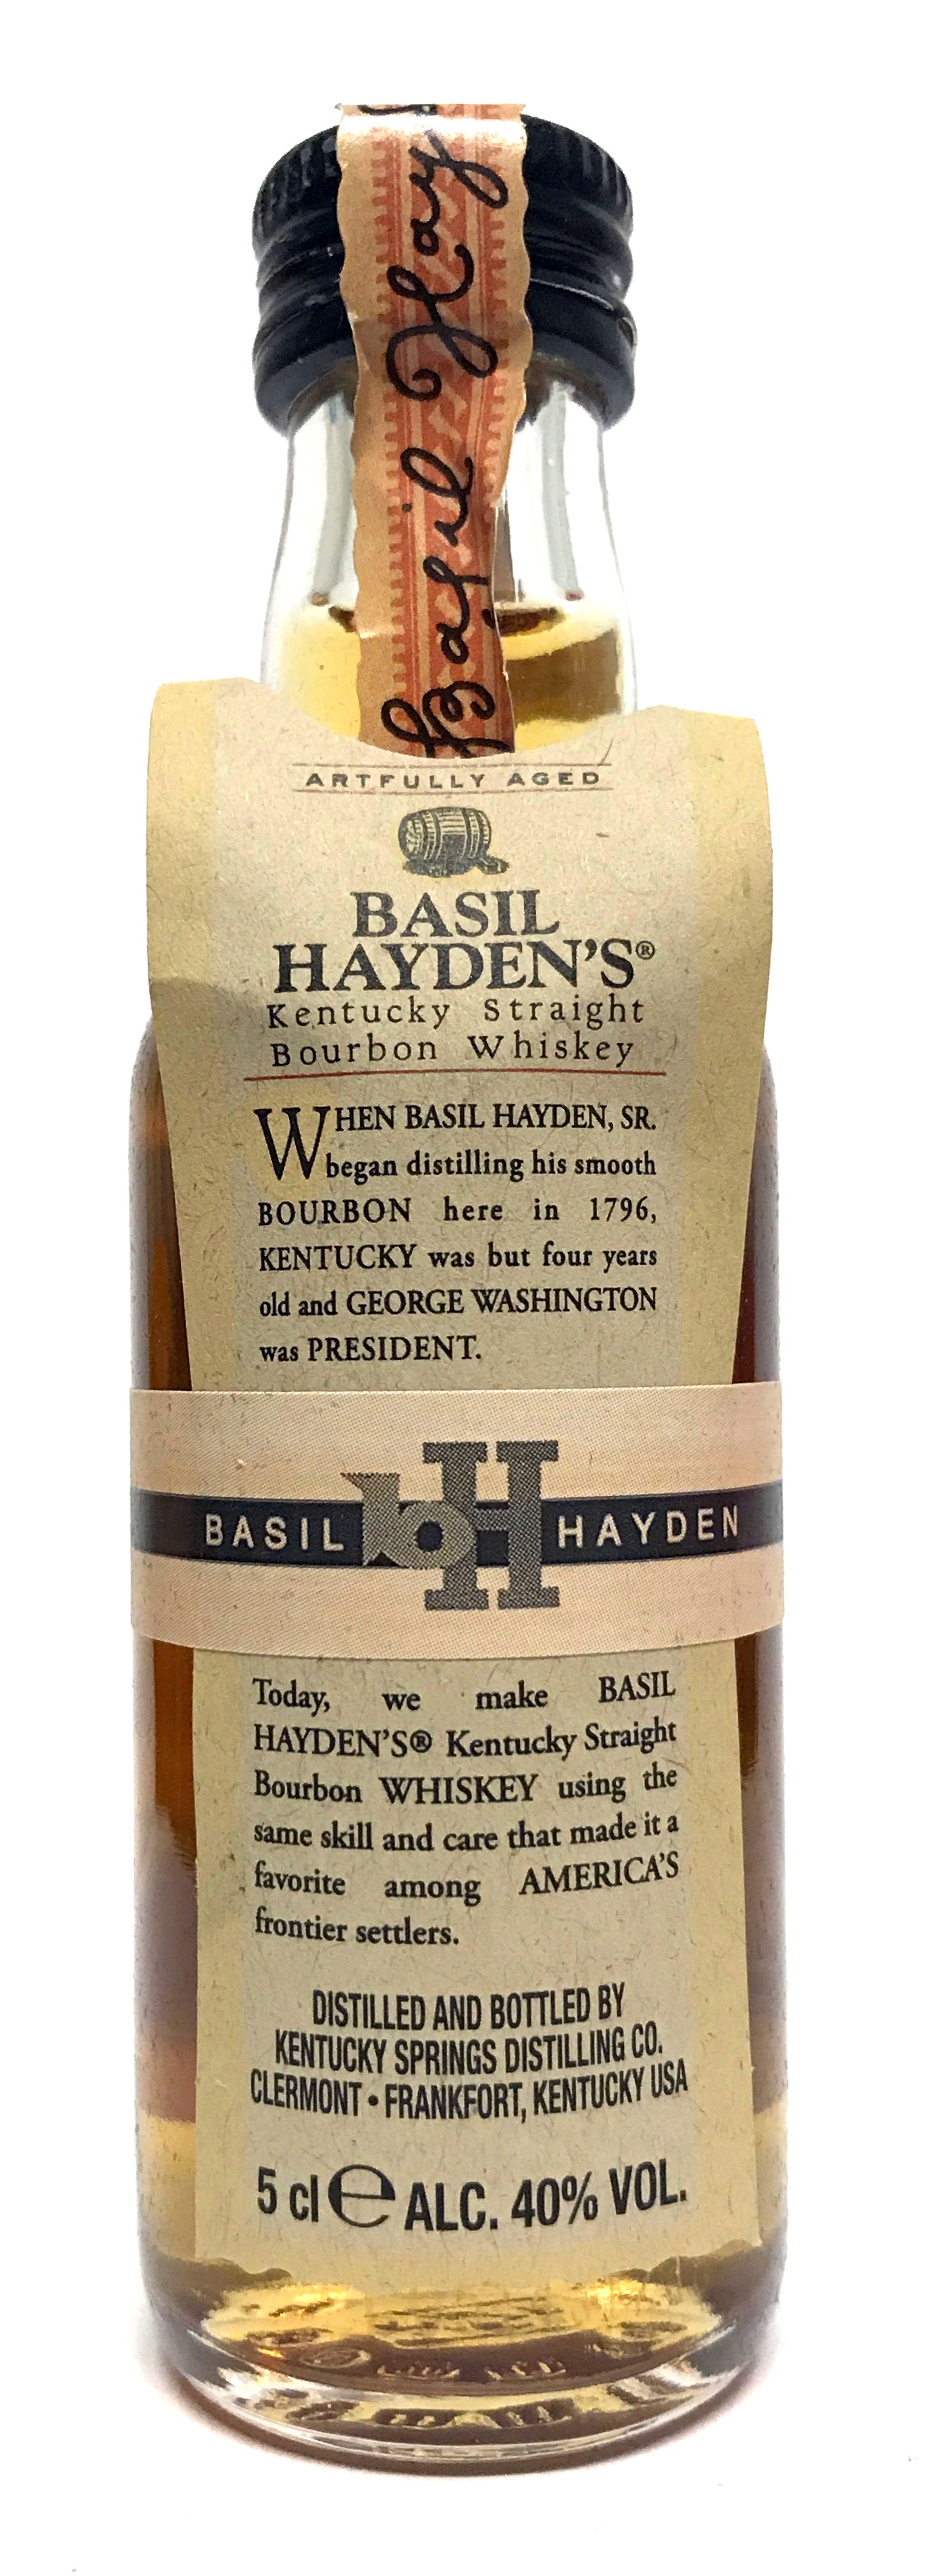 Basil Hay
ARTFULLY AGED
BASIL
HAYDEN'S®
Kentucky Straight
Bourbon Whiskey
WHEN BASIL HAYDEN, SR.
began distilling his smooth
BOURBON here in 1796,
KENTUCKY was but four years
old and GEORGE WASHINGTON
was PRESIDENT.
BASIL bH HAYDEN
Today, we make BASIL
HAYDEN'S® Kentucky Straight
Bourbon WHISKEY using the
same skill and care that made it a
favorite among AMERICA'S
frontier settlers.
DISTILLED AND BOTTLED BY
KENTUCKY SPRINGS DISTILLING CO.
CLERMONT • FRANKFORT, KENTUCKY USA
5 cl ℮ ALC. 40% VOL.